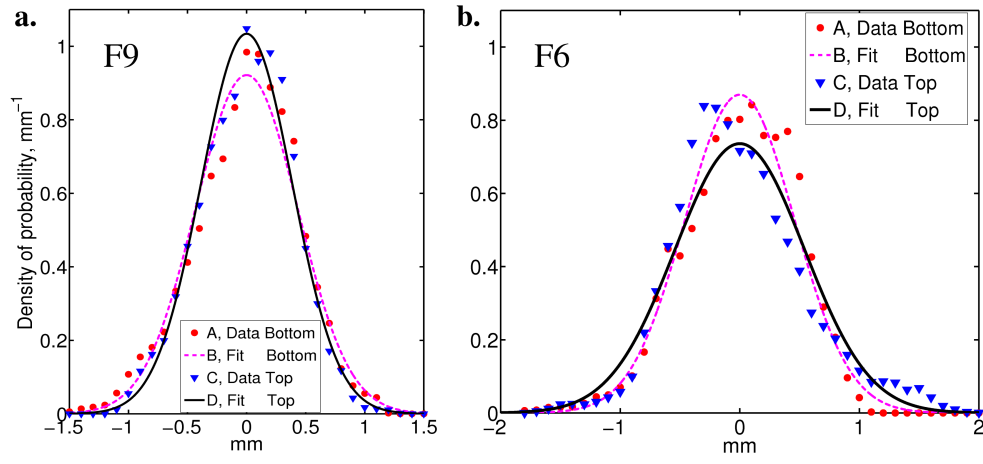 a.
F9
Density of probability, mm−1
1
0.8
0.6
0.4
0.2
0
−1.5 −1 −0.5 0 0.5 1 1.5
mm
A, Data Bottom
B, Fit Bottom
C, Data Top
D, Fit Top
b.
F6
A, Data Bottom
B, Fit Bottom
C, Data Top
D, Fit Top
1
0.8
0.6
0.4
0.2
0
−2 −1 0 1 2
mm